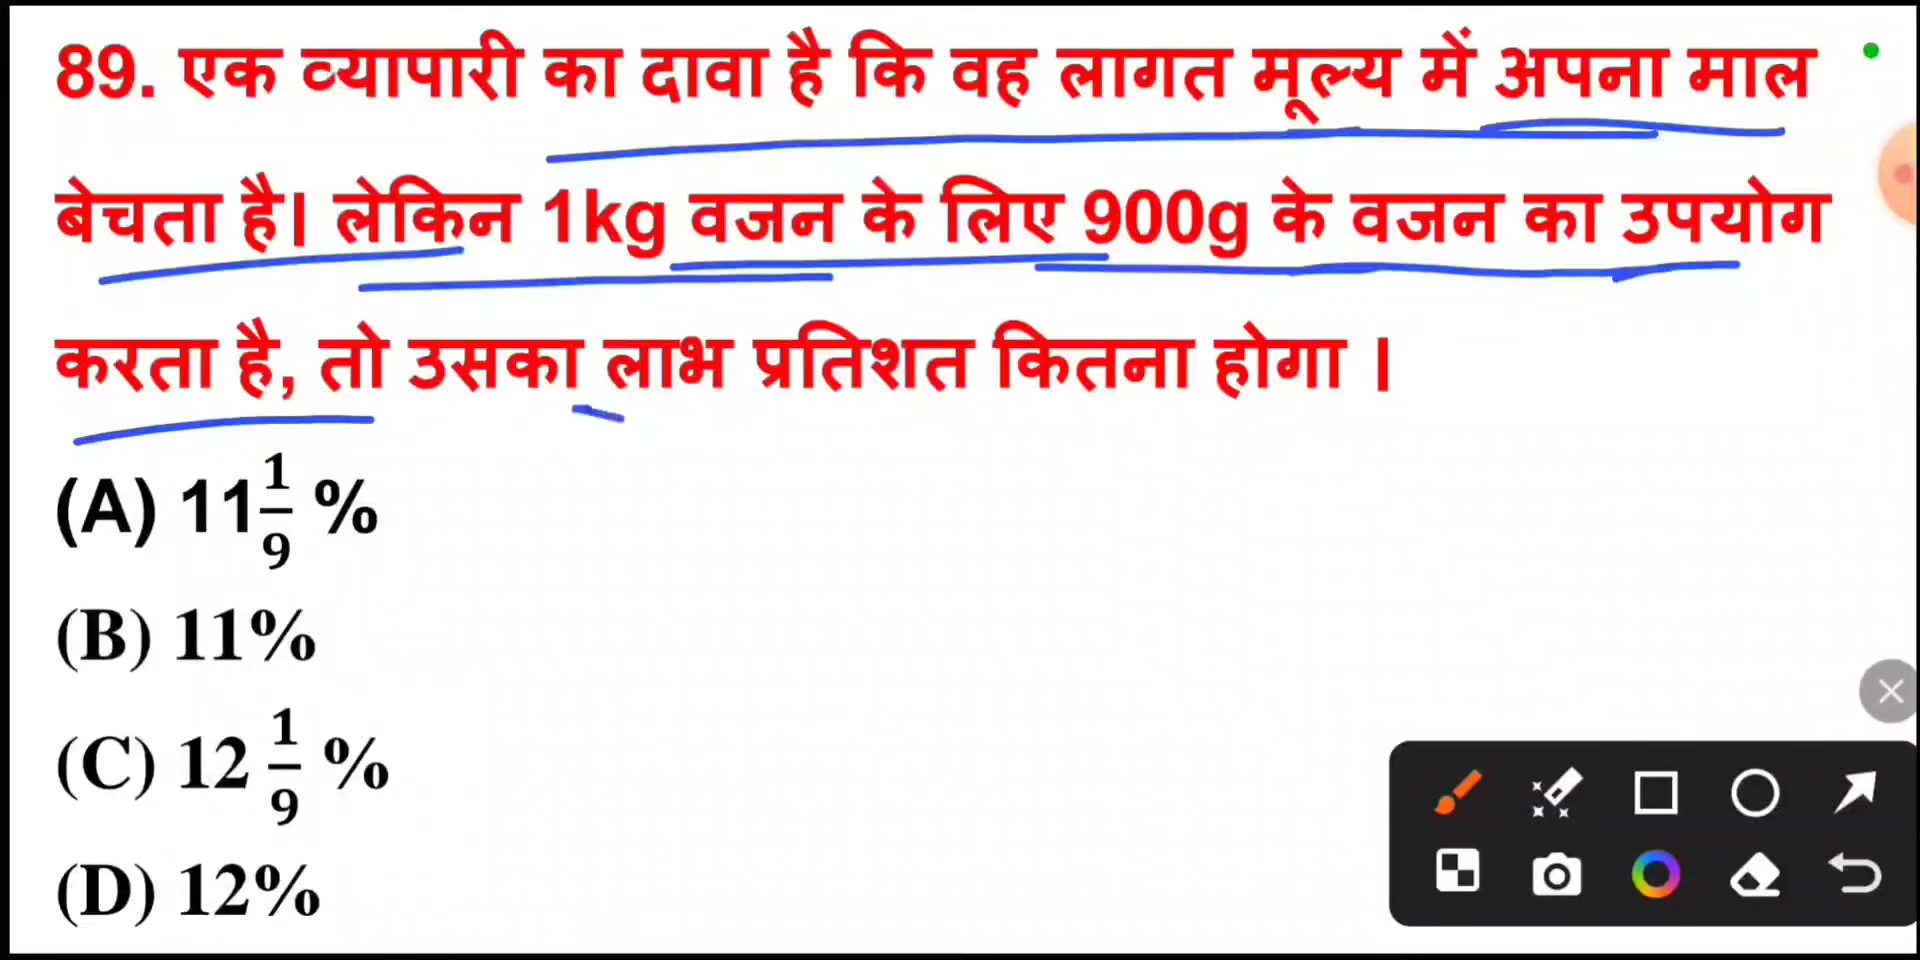 89. एक व्यापारी का दावा है कि वह लागत मूल्य में अपना माल
बेचता है। लेकिन 1kg वजन के लिए 900g के वजन का उपयोग
करता है, तो उसका लाभ प्रतिशत कितना होगा ।
(A) 11 1/9 %
(B) 11%
(C) 12 1/9 %
(D) 12%